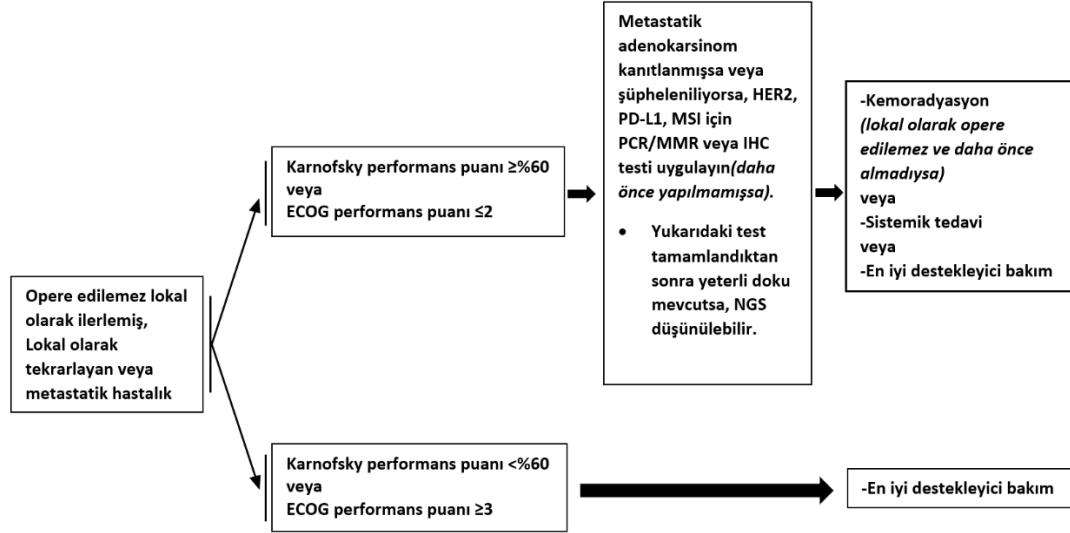 Opere edilemez lokal
olarak ilerlemiş,
Lokal olarak
tekrarlayan veya
metastatik hastalık
Karnofsky performans puanı ≥%60
veya
ECOG performans puanı ≤2
Metastatik
adenokarsinom
kanıtlanmışsa veya
şüpheleniliyorsa, HER2,
PD-L1, MSI için
PCR/MMR veya IHC
testi uygulayın(daha
önce yapılmamışsa).
• Yukarıdaki test
tamamlandıktan
sonra yeterli doku
mevcutsa, NGS
düşünülebilir.
-Kemoradyasyon
(lokal olarak opere
edilemez ve daha önce
almadıysa)
veya
-Sistemik tedavi
veya
-En iyi destekleyici bakım
Karnofsky performans puanı <%60
veya
ECOG performans puanı ≥3
-En iyi destekleyici bakım